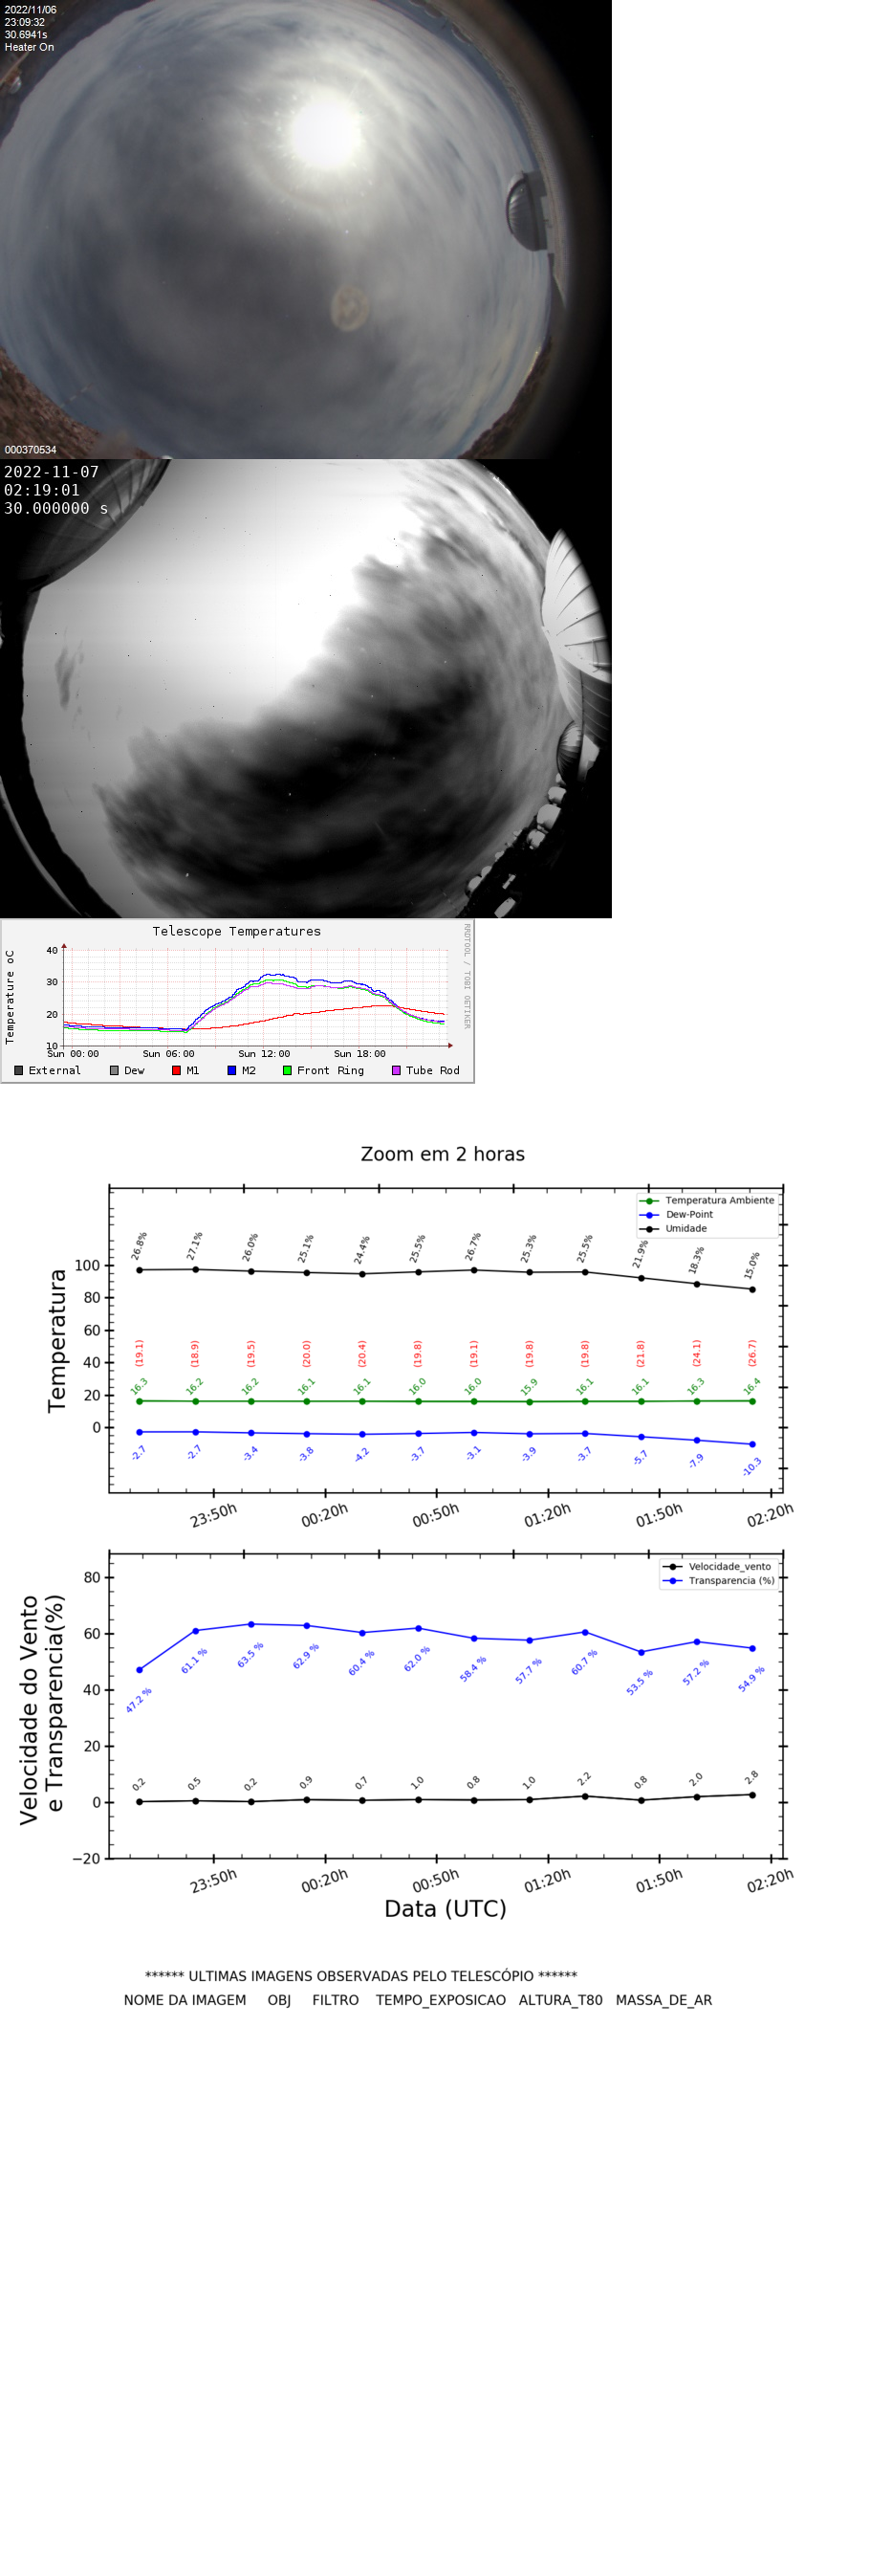 2022/11/06
23:09:32
30.6941s
Heater On
000370534
2022-11-07
02:19:01
30.000000 s
Telescope Temperatures
RRDTOOL / TOBI OETIKER
Temperature oC
40
30
20
10
Sun 00:00 Sun 06:00 Sun 12:00 Sun 18:00
External Dew M1 M2 Front Ring Tube Rod
Zoom em 2 horas
Temperatura Ambiente
Dew-Point
Umidade
Temperatura
100
80
60
40
20
0
26.8% 27.1% 26.0% 25.1% 24.4% 25.5% 26.7% 25.3% 25.5% 21.9% 18.3% 15.0%
(19.1) (18.9) (19.5) (20.0) (20.4) (19.8) (19.1) (19.8) (19.8) (21.8) (24.1) (26.7)
16.3 16.2 16.2 16.1 16.1 16.0 16.0 15.9 16.1 16.1 16.3 16.4
-2.7 -2.7 -3.4 -3.8 -4.2 -3.7 -3.1 -3.9 -3.7 -5.7 -7.9 -10.3
23:50h 00:20h 00:50h 01:20h 01:50h 02:20h
Velocidade_vento
Transparencia (%)
Velocidade do Vento
e Transparencia(%)
80
60
40
20
0
−20
47.2 % 61.1 % 63.5 % 62.9 % 60.4 % 62.0 % 58.4 % 57.7 % 60.7 % 53.5 % 57.2 % 54.9 %
0.2 0.5 0.2 0.9 0.7 1.0 0.8 1.0 2.2 0.8 2.0 2.8
23:50h 00:20h 00:50h 01:20h 01:50h 02:20h
Data (UTC)
****** ULTIMAS IMAGENS OBSERVADAS PELO TELESCÓPIO ******
NOME DA IMAGEM OBJ FILTRO TEMPO_EXPOSICAO ALTURA_T80 MASSA_DE_AR